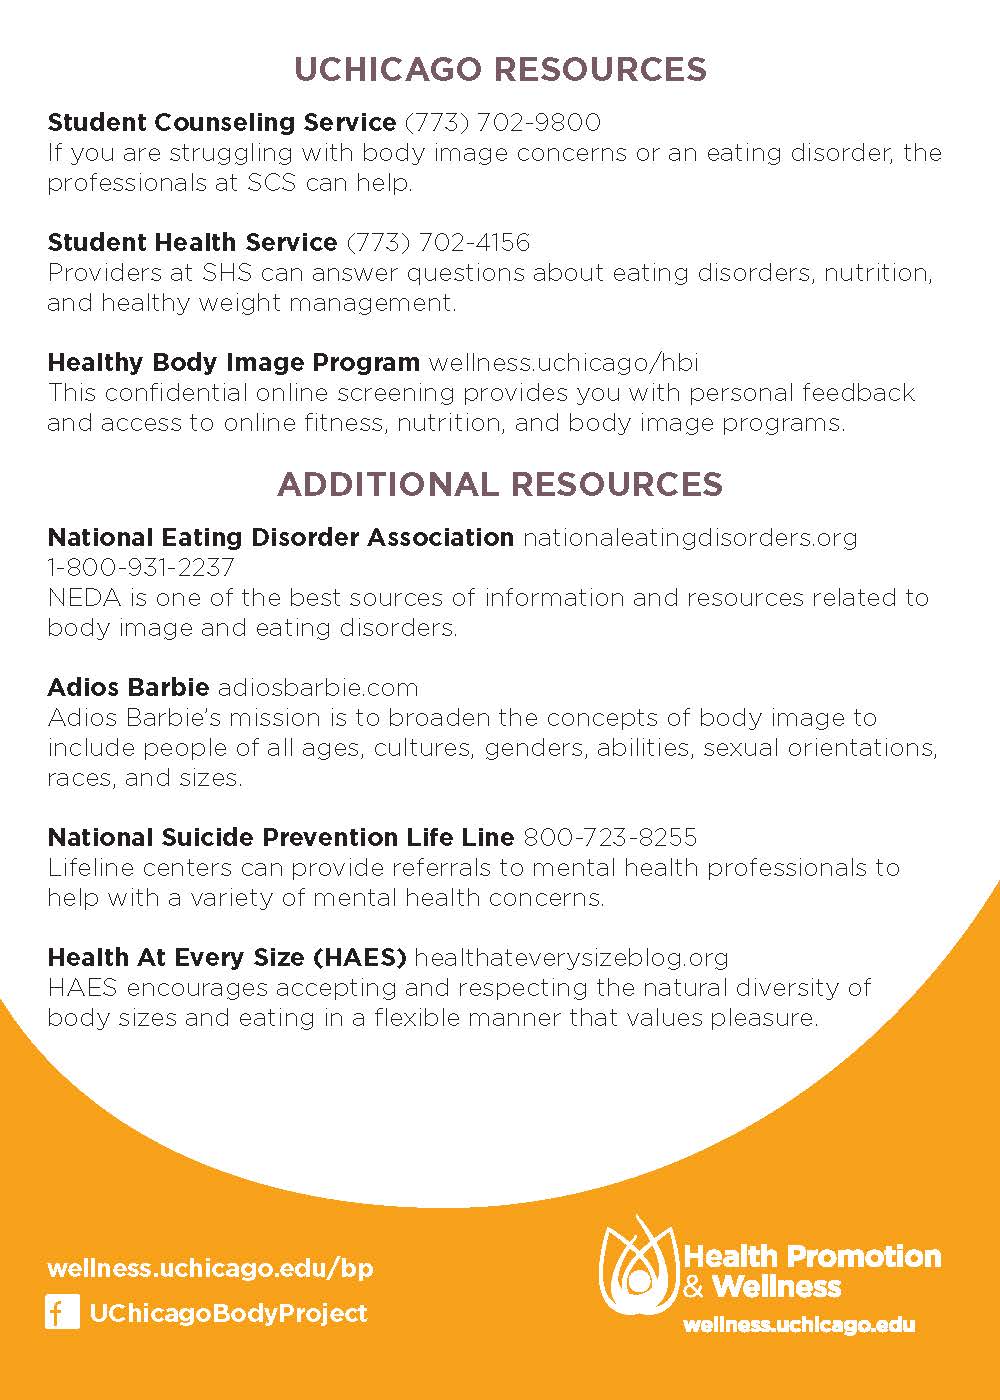 UCHICAGO RESOURCES
Student Counseling Service (773) 702-9800
If you are struggling with body image concerns or an eating disorder, the
professionals at SCS can help.
Student Health Service (773) 702-4156
Providers at SHS can answer questions about eating disorders, nutrition,
and healthy weight management.
Healthy Body Image Program wellness.uchicago/hbi
This confidential online screening provides you with personal feedback
and access to online fitness, nutrition, and body image programs.
ADDITIONAL RESOURCES
National Eating Disorder Association nationaleatingdisorders.org
1-800-931-2237
NEDA is one of the best sources of information and resources related to
body image and eating disorders.
Adios Barbie adiosbarbie.com
Adios Barbie's mission is to broaden the concepts of body image to
include people of all ages, cultures, genders, abilities, sexual orientations,
races, and sizes.
National Suicide Prevention Life Line 800-723-8255
Lifeline centers can provide referrals to mental health professionals to
help with a variety of mental health concerns.
Health At Every Size (HAES) healthateverysizeblog.org
HAES encourages accepting and respecting the natural diversity of
body sizes and eating in a flexible manner that values pleasure.
wellness.uchicago.edu/bp
f UChicagoBodyProject
Health Promotion
& Wellness
wellness.uchicago.edu